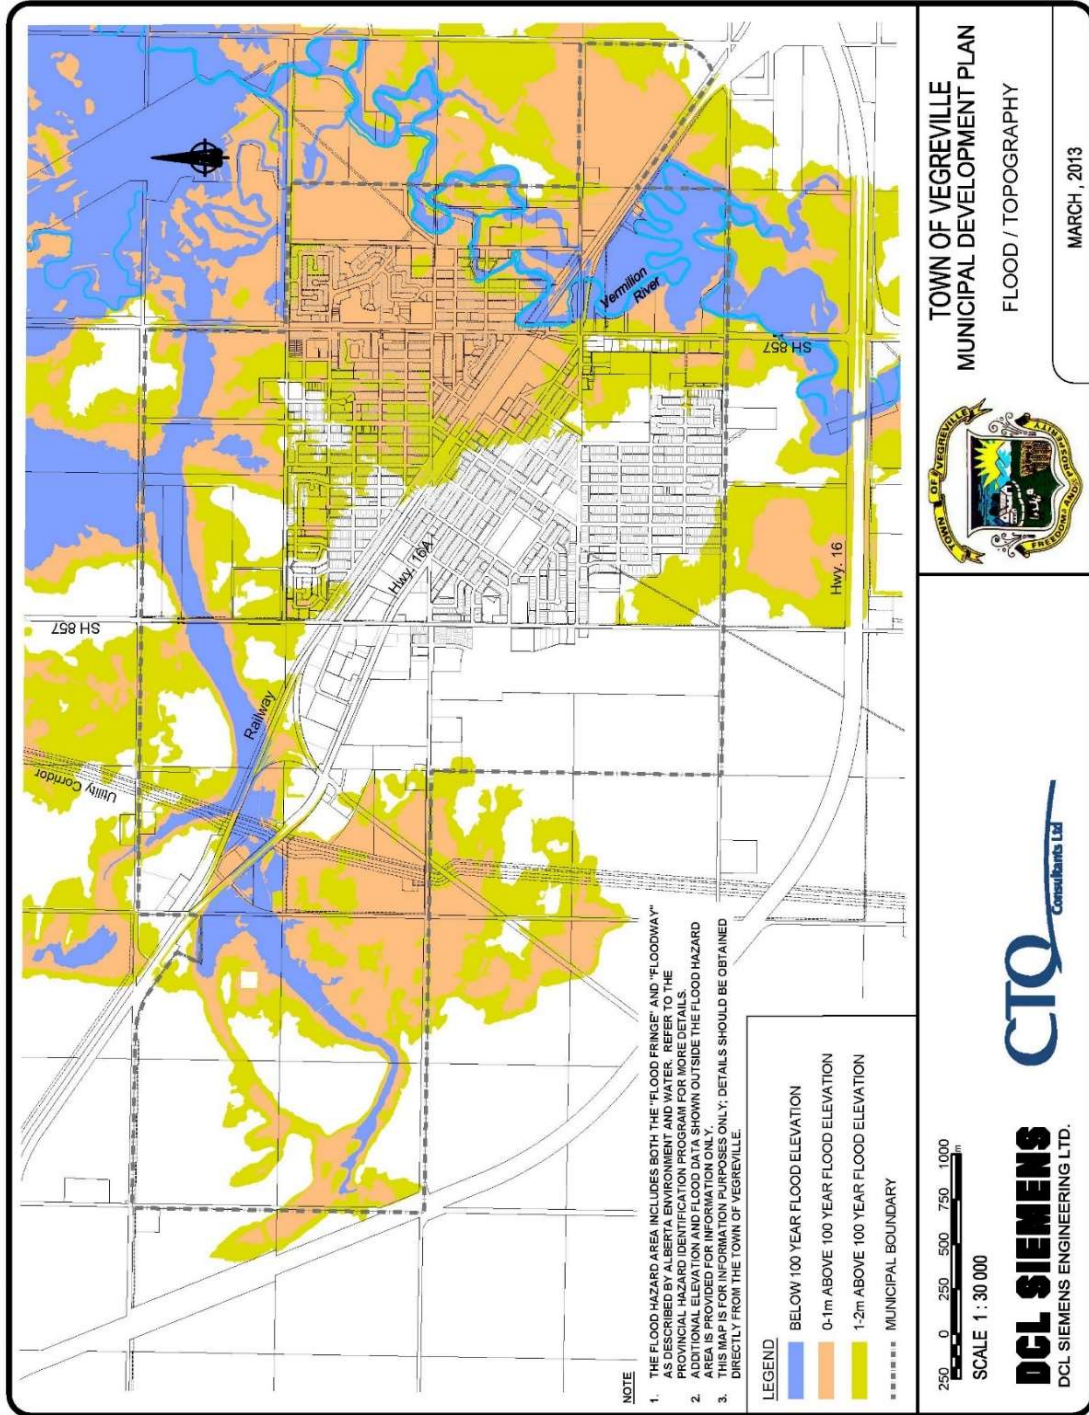 SH 857
Utility Corridor
Railway
Hwy. 16A
Vermilion
River
SH 857
Hwy. 16
NOTE
1. THE FLOOD HAZARD AREA INCLUDES BOTH THE "FLOOD FRINGE" AND "FLOODWAY"
AS DESCRIBED BY ALBERTA ENVIRONMENT AND WATER. REFER TO THE
PROVINCIAL HAZARD IDENTIFICATION PROGRAM FOR MORE DETAILS.
2. ADDITIONAL ELEVATION AND FLOOD DATA SHOWN OUTSIDE THE FLOOD HAZARD
AREA IS PROVIDED FOR INFORMATION ONLY.
3. THIS MAP IS FOR INFORMATION PURPOSES ONLY; DETAILS SHOULD BE OBTAINED
DIRECTLY FROM THE TOWN OF VEGREVILLE.
LEGEND
BELOW 100 YEAR FLOOD ELEVATION
0-1m ABOVE 100 YEAR FLOOD ELEVATION
1-2m ABOVE 100 YEAR FLOOD ELEVATION
MUNICIPAL BOUNDARY
250 0 250 500 750 1000
m
SCALE 1 : 30 000
DCL SIEMENS
DCL SIEMENS ENGINEERING LTD.
CTQ
Consultants Ltd
TOWN OF VEGREVILLE
FREEDOM AND PROSPERITY
TOWN OF VEGREVILLE
MUNICIPAL DEVELOPMENT PLAN
FLOOD / TOPOGRAPHY
MARCH, 2013